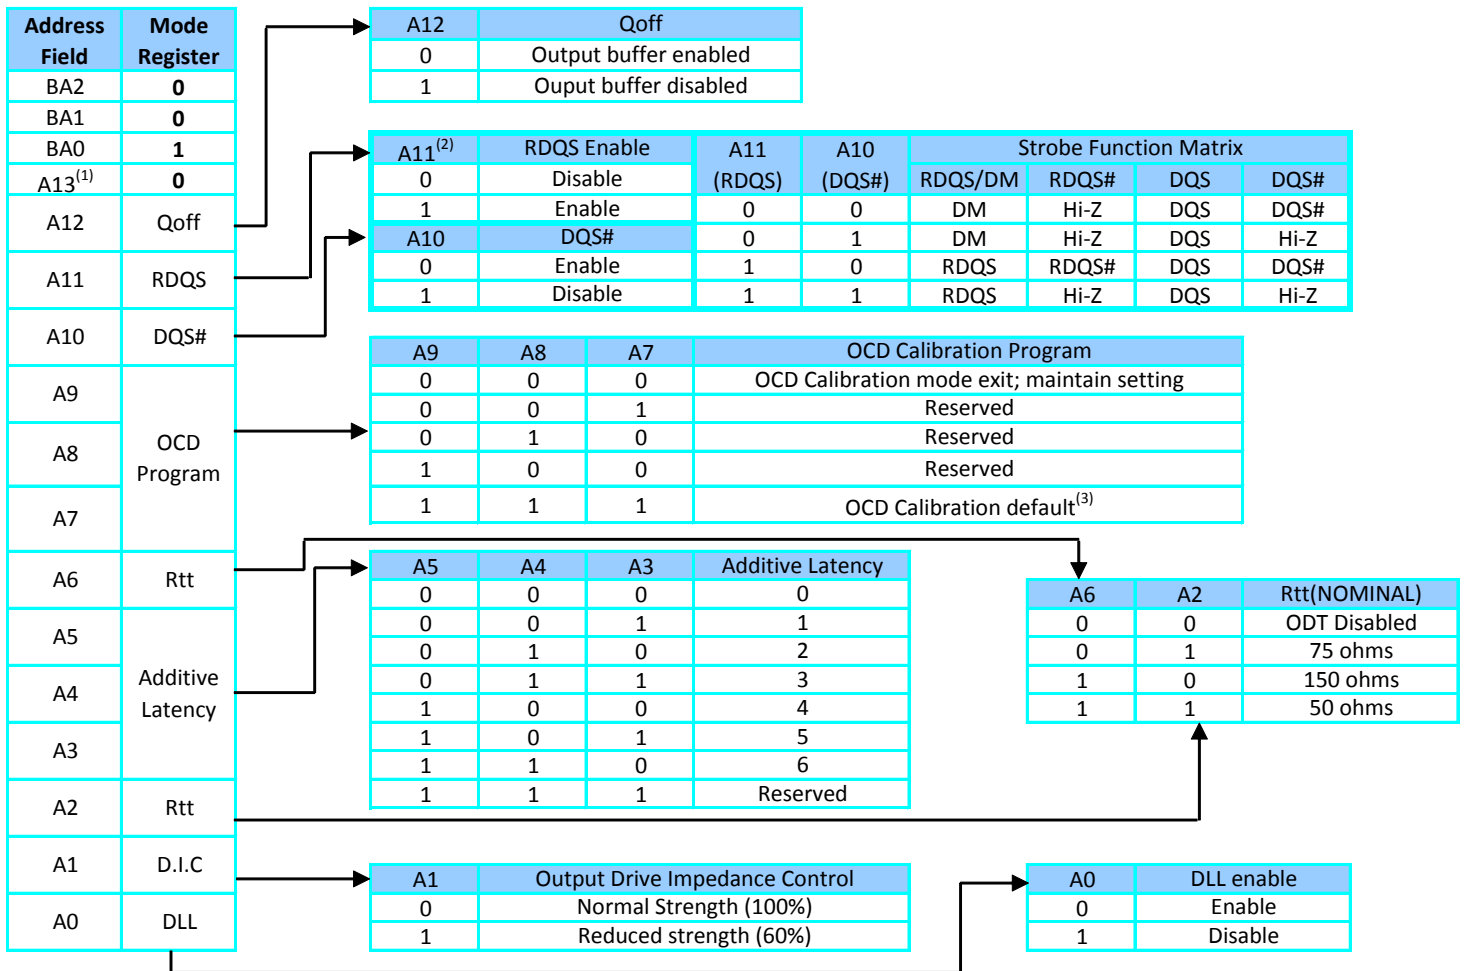 Address Field Mode Register
BA2 0
BA1 0
BA0 1
A13(1) 0
A12 Qoff
A11 RDQS
A10 DQS#
A9
A8
A7
OCD Program
A6 Rtt
A5
A4
A3
Additive Latency
A2 Rtt
A1 D.I.C
A0 DLL
A12 Qoff
0 Output buffer enabled
1 Ouput buffer disabled
A11(2) RDQS Enable
0 Disable
1 Enable
A10 DQS#
0 Enable
1 Disable
A11 (RDQS) A10 (DQS#) Strobe Function Matrix
RDQS/DM RDQS# DQS DQS#
0 0 DM Hi-Z DQS DQS#
0 1 DM Hi-Z DQS Hi-Z
1 0 RDQS RDQS# DQS DQS#
1 1 RDQS Hi-Z DQS Hi-Z
A9 A8 A7 OCD Calibration Program
0 0 0 OCD Calibration mode exit; maintain setting
0 0 1 Reserved
0 1 0 Reserved
1 0 0 Reserved
1 1 1 OCD Calibration default(3)
A5 A4 A3 Additive Latency
0 0 0 0
0 0 1 1
0 1 0 2
0 1 1 3
1 0 0 4
1 0 1 5
1 1 0 6
1 1 1 Reserved
A6 A2 Rtt(NOMINAL)
0 0 ODT Disabled
0 1 75 ohms
1 0 150 ohms
1 1 50 ohms
A1 Output Drive Impedance Control
0 Normal Strength (100%)
1 Reduced strength (60%)
A0 DLL enable
0 Enable
1 Disable